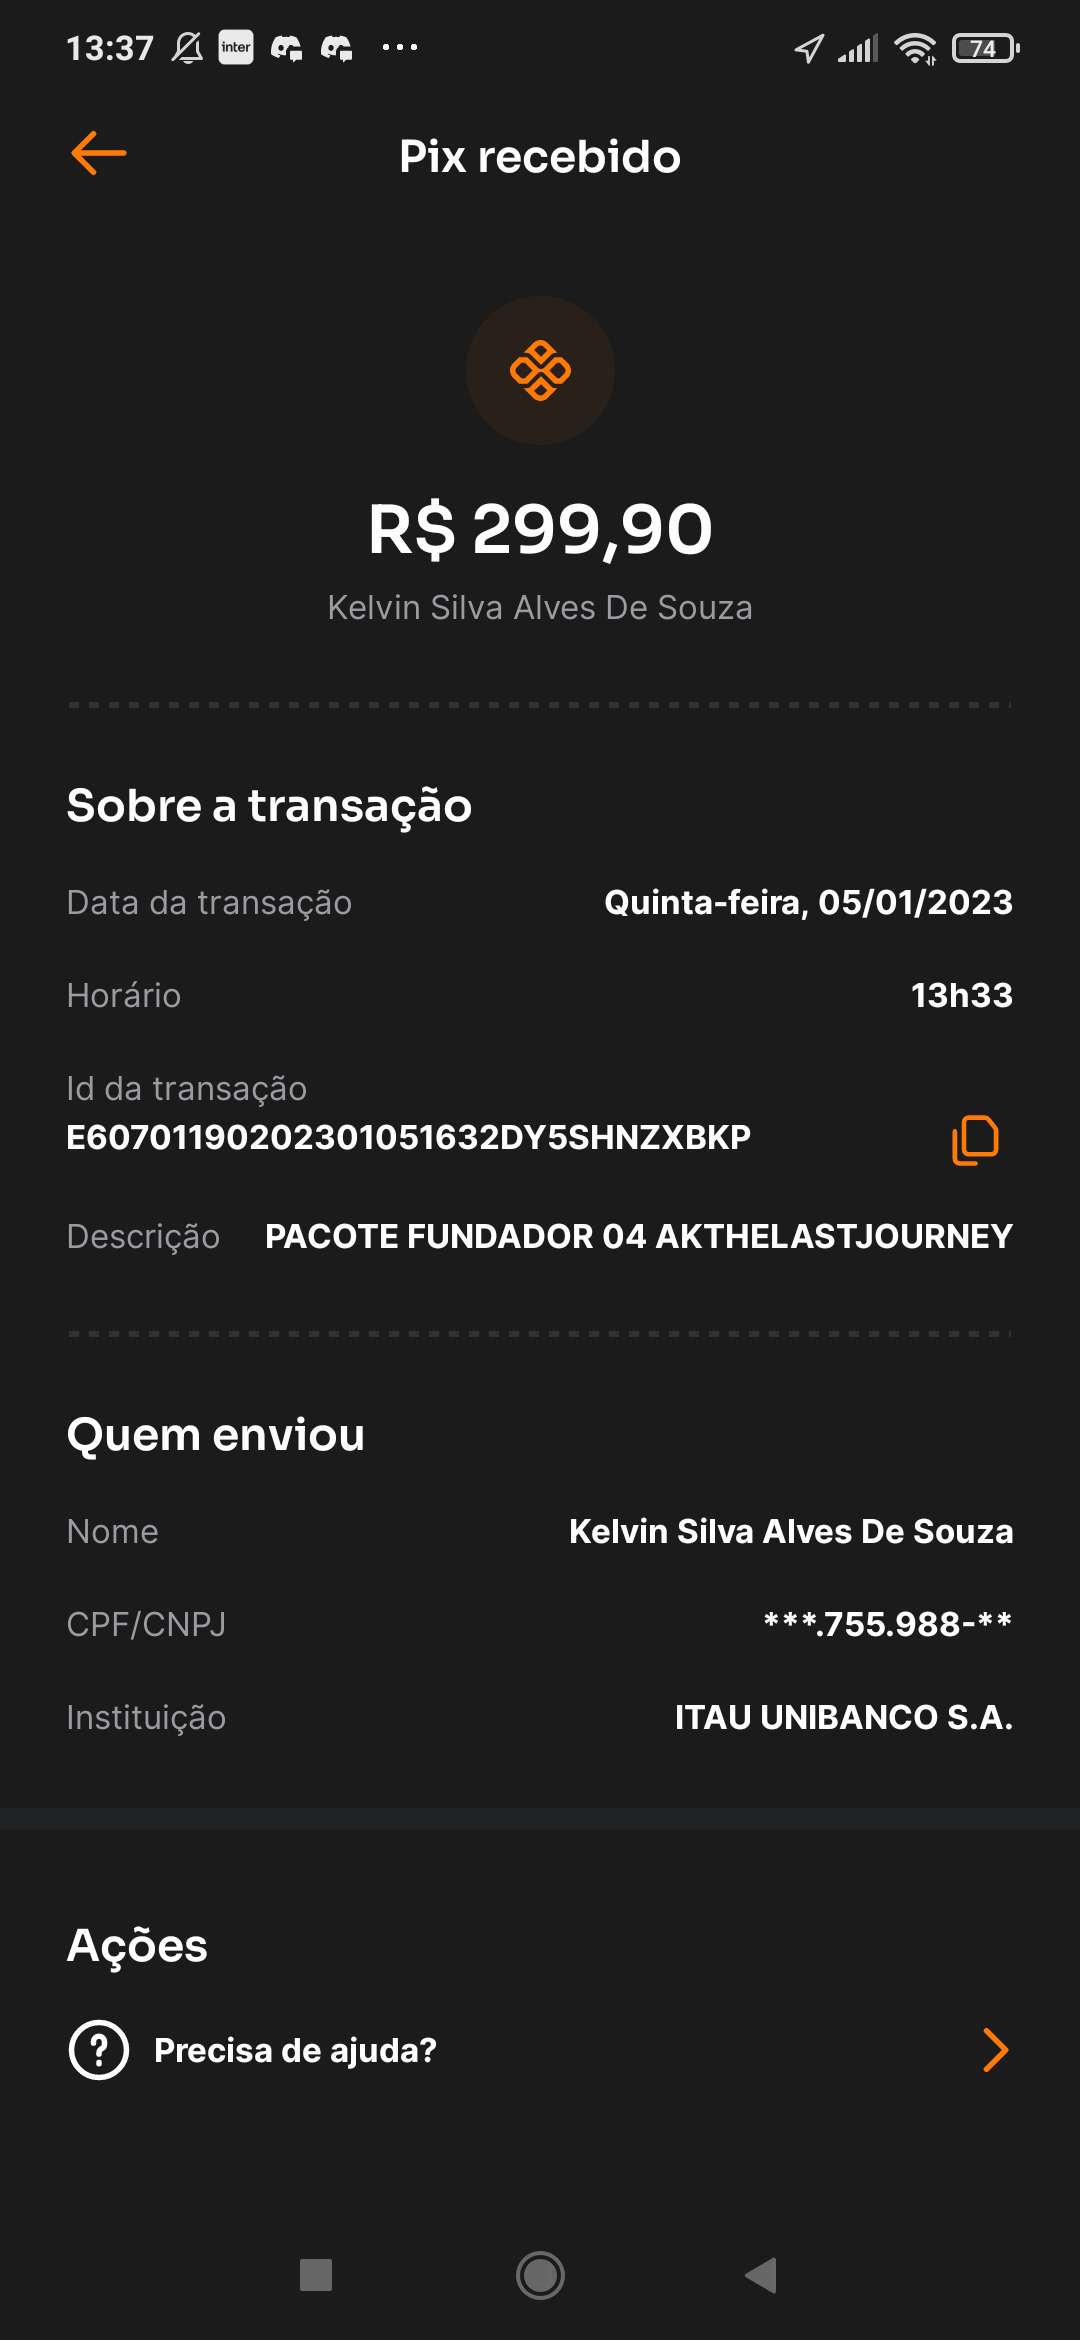 13:37 inter 74
Pix recebido
R$ 299,90
Kelvin Silva Alves De Souza
Sobre a transação
Data da transação Quinta-feira, 05/01/2023
Horário 13h33
Id da transação
E60701190202301051632DY5SHNZXBKP
Descrição PACOTE FUNDADOR 04 AKTHELASTJOURNEY
Quem enviou
Nome Kelvin Silva Alves De Souza
CPF/CNPJ ***.755.988-**
Instituição ITAU UNIBANCO S.A.
Ações
Precisa de ajuda?